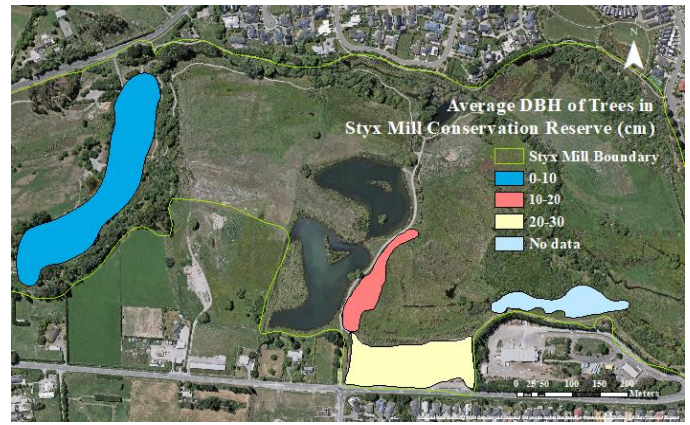 N
Average DBH of Trees in
Styx Mill Conservation Reserve (cm)
Styx Mill Boundary
0-10
10-20
20-30
No data
0 25 50 100 150 200
Meters